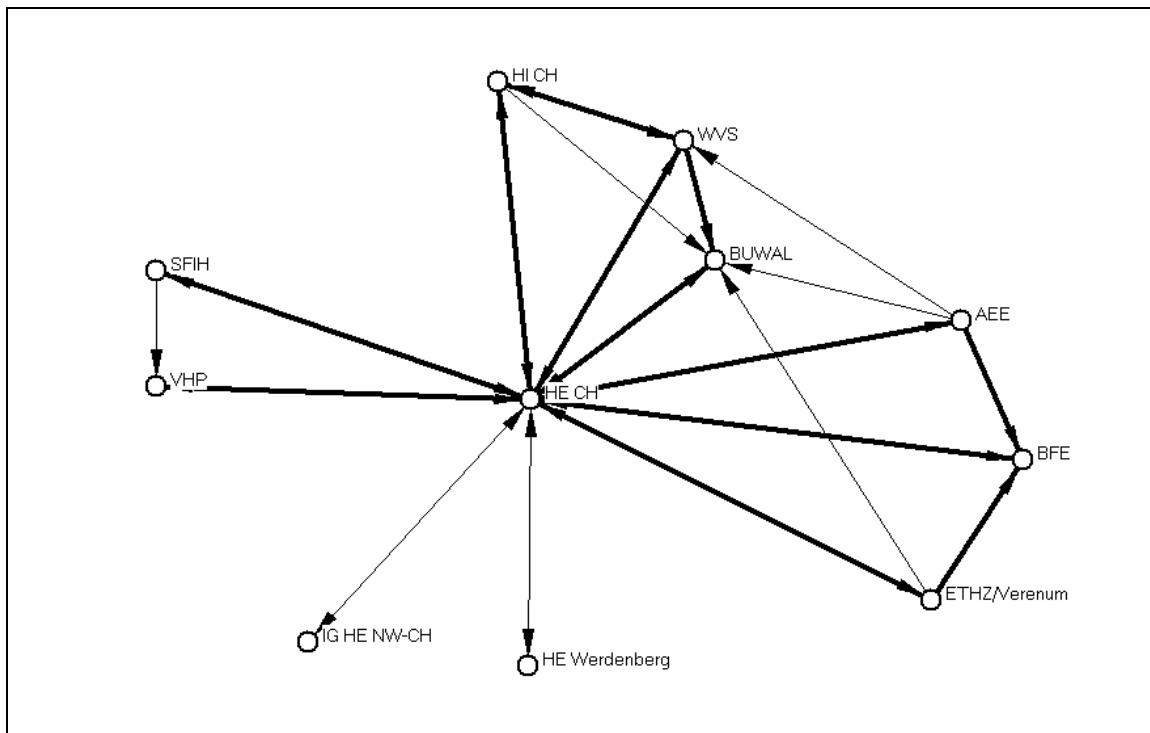 HI CH
WVS
BUWAL
SFIH
AEE
VHP
HE CH
BFE
ETHZ/Verenum
IG HE NW-CH
HE Werdenberg